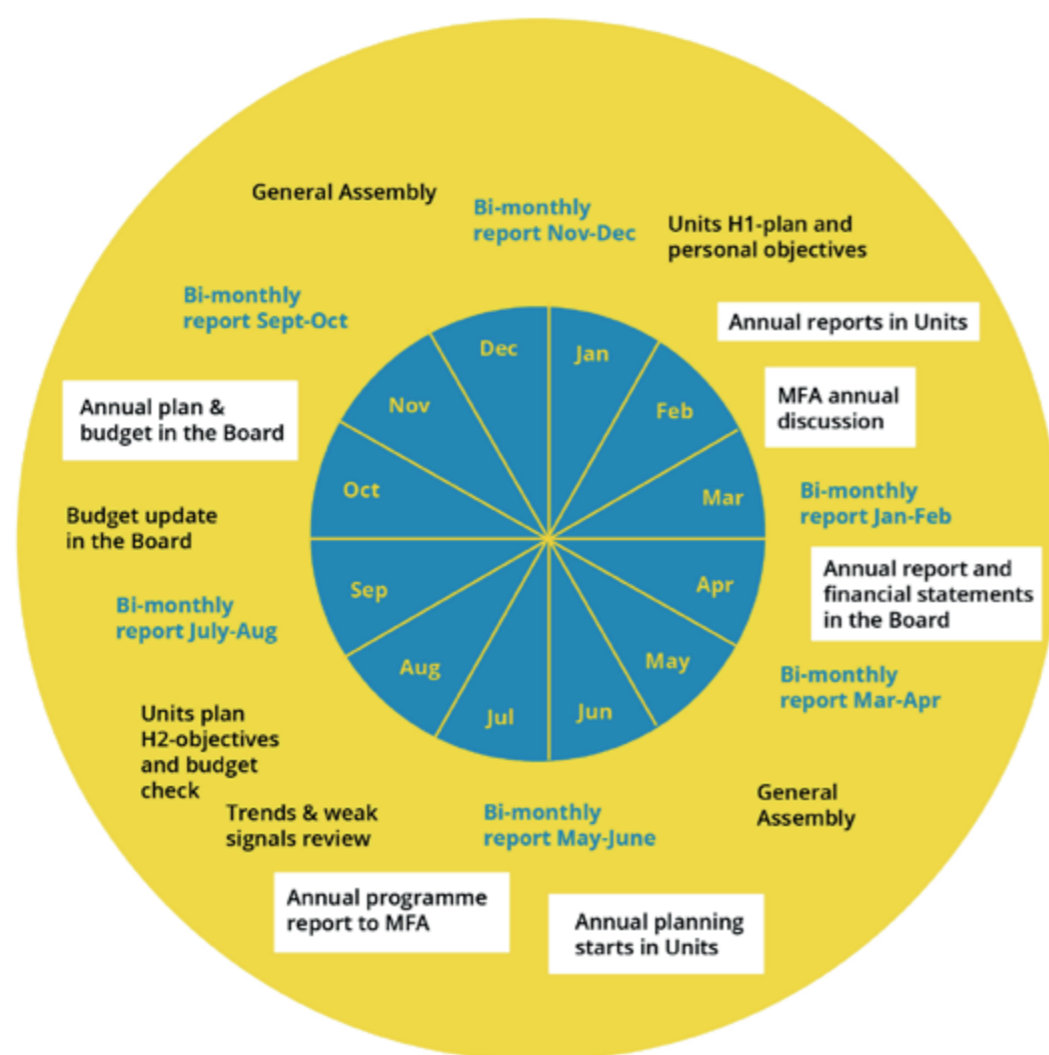 General Assembly
Bi-monthly
report Nov-Dec
Units H1-plan and
personal objectives
Annual reports in Units
MFA annual
discussion
Bi-monthly
report Jan-Feb
Annual report and
financial statements
in the Board
Bi-monthly
report Mar-Apr
General
Assembly
Annual planning
starts in Units
Bi-monthly
report May-June
Annual programme
report to MFA
Trends & weak
signals review
Units plan
H2-objectives
and budget
check
Bi-monthly
report July-Aug
Budget update
in the Board
Annual plan &
budget in the Board
Bi-monthly
report Sept-Oct
Jan
Feb
Mar
Apr
May
Jun
Jul
Aug
Sep
Oct
Nov
Dec